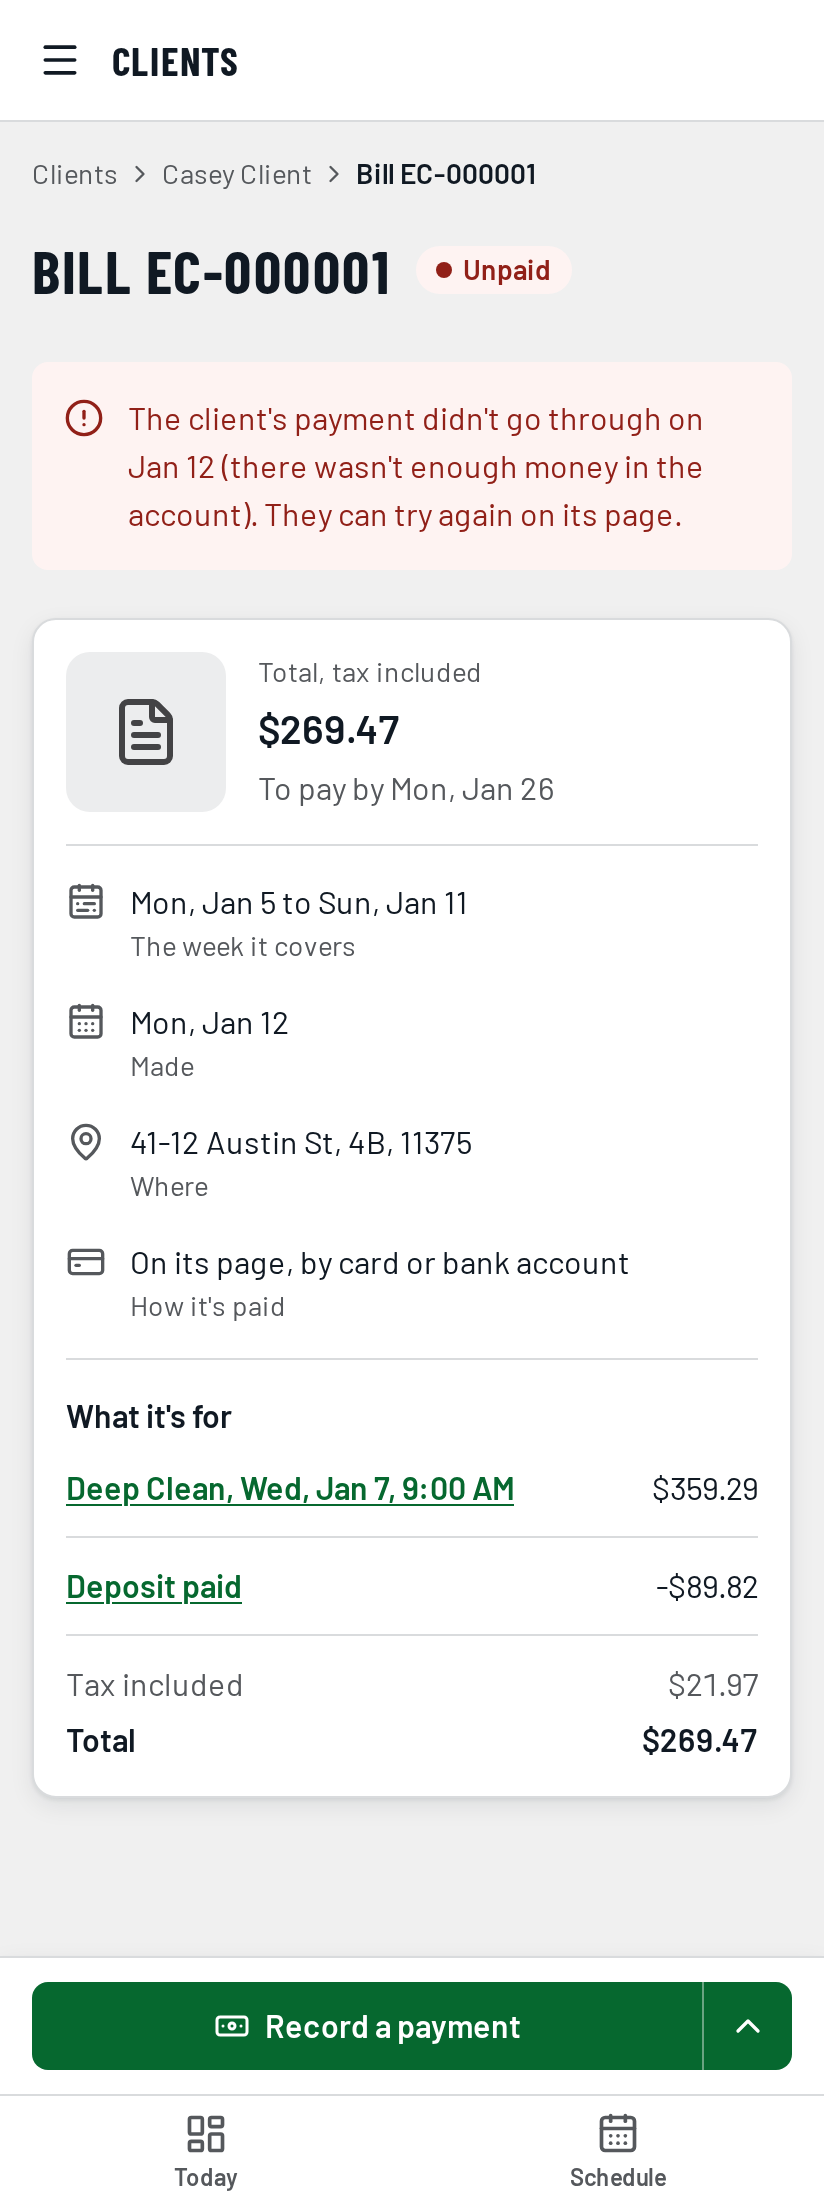 CLIENTS
Clients > Casey Client > Bill EC-000001
BILL EC-000001
Unpaid
The client's payment didn't go through on
Jan 12 (there wasn't enough money in the
account). They can try again on its page.
Total, tax included
$269.47
To pay by Mon, Jan 26
Mon, Jan 5 to Sun, Jan 11
The week it covers
Mon, Jan 12
Made
41-12 Austin St, 4B, 11375
Where
On its page, by card or bank account
How it's paid
What it's for
Deep Clean, Wed, Jan 7, 9:00 AM $359.29
Deposit paid -$89.82
Tax included $21.97
Total $269.47
Record a payment
Today Schedule